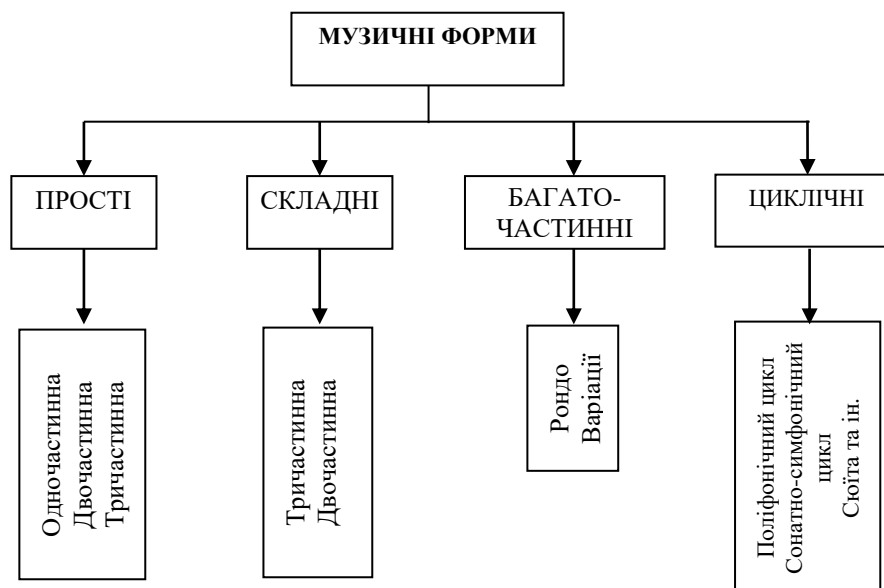 МУЗИЧНІ ФОРМИ
ПРОСТІ
СКЛАДНІ
БАГАТО-
ЧАСТИННІ
ЦИКЛІЧНІ
Одночастинна
Двочастинна
Тричастинна
Тричастинна
Двочастинна
Рондо
Варіації
Поліфонічний цикл
Сонатно-симфонічний
цикл
Сюїта та ін.